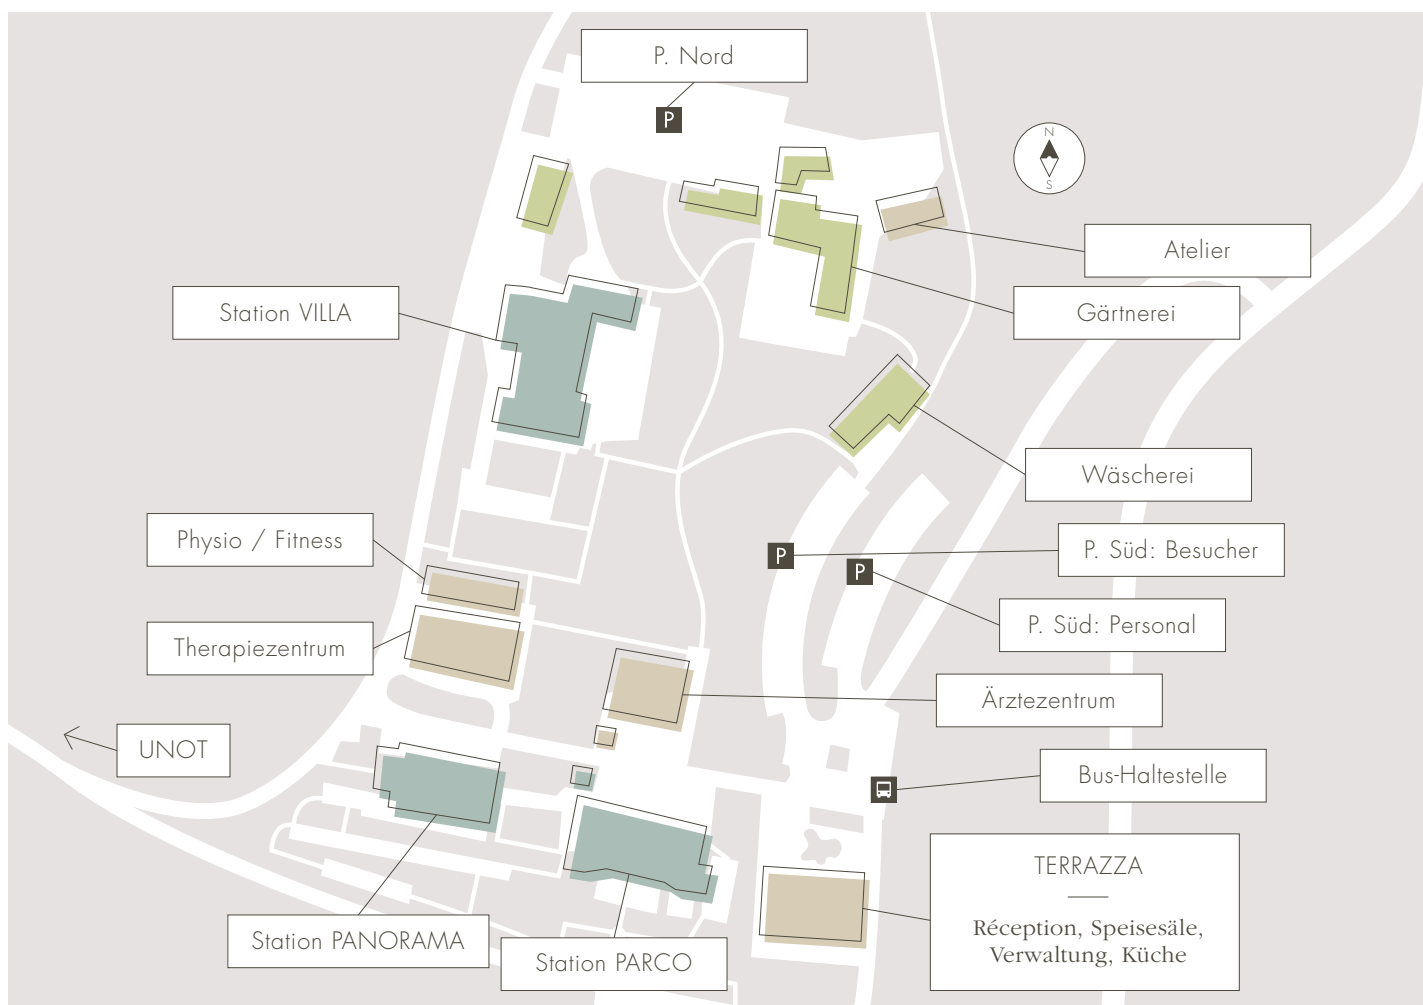 P. Nord
P
N
S
Atelier
Station VILLA
Gärtnerei
Wäscherei
Physio / Fitness
P
P. Süd: Besucher
P
P. Süd: Personal
Therapiezentrum
Ärztezentrum
UNOT
Bus-Haltestelle
TERRAZZA
Réception, Speisesäle,
Verwaltung, Küche
Station PANORAMA
Station PARCO